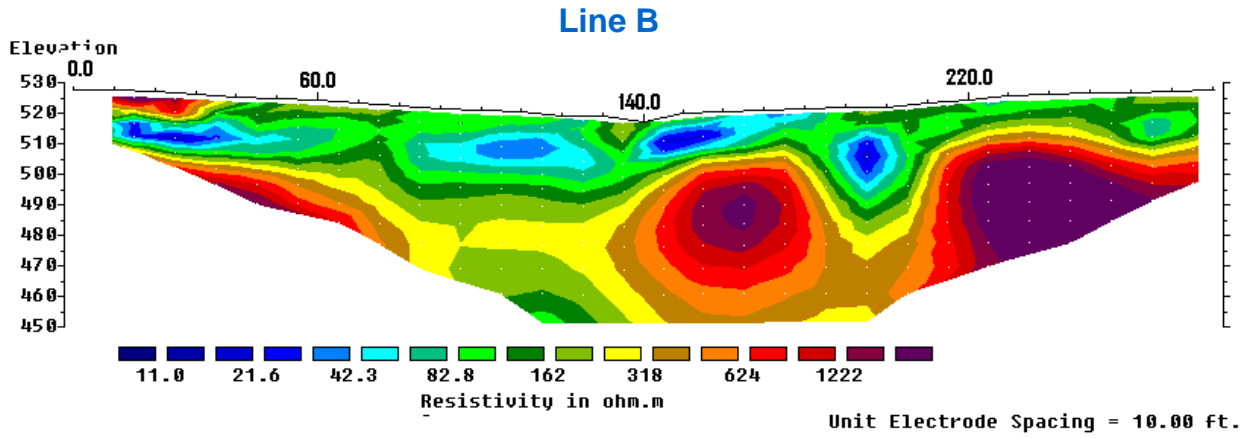 Line B
Elevation
0.0 60.0 140.0 220.0
530
520
510
500
490
480
470
460
450
11.0 21.6 42.3 82.8 162 318 624 1222
Resistivity in ohm.m
Unit Electrode Spacing = 10.00 ft.